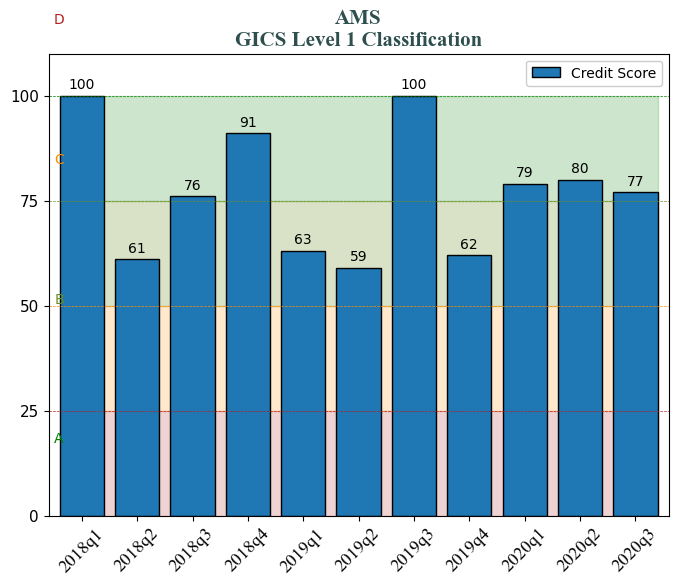 D
AMS
GICS Level 1 Classification
Credit Score
100
75
50
25
0
C
B
A
100
61
76
91
63
59
100
62
79
80
77
2018q1
2018q2
2018q3
2018q4
2019q1
2019q2
2019q3
2019q4
2020q1
2020q2
2020q3